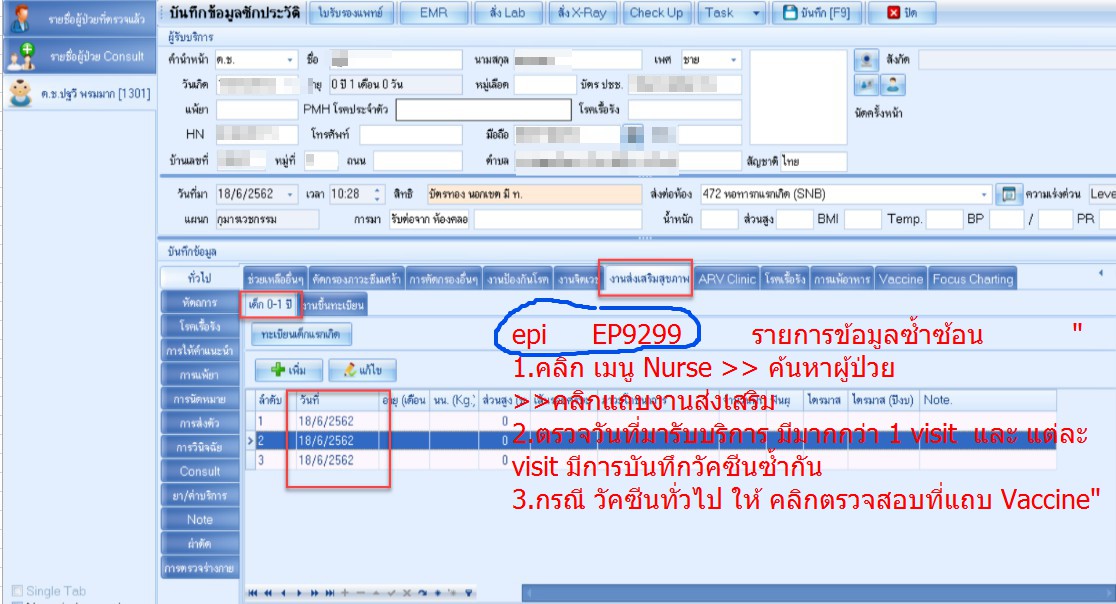 รายชื่อผู้ป่วยที่ตรวจแล้ว
รายชื่อผู้ป่วย Consult
ด.ช.ปฐวี พรมมาก [1301]
Single Tab
บันทึกข้อมูลซักประวัติ ใบรับรองแพทย์ EMR สั่ง Lab สั่ง X-Ray Check Up Task บันทึก [F9] ปิด
ผู้รับบริการ
คำนำหน้า ด.ช. ชื่อ นามสกุล เพศ ชาย สังกัด
วันเกิด อายุ 0 ปี 1 เดือน 0 วัน หมู่เลือด บัตร ปชช.
แพ้ยา PMH โรคประจำตัว โรคเรื้อรัง นัดครั้งหน้า
HN โทรศัพท์ มือถือ
บ้านเลขที่ หมู่ที่ ถนน ตำบล สัญชาติ ไทย
วันที่มา 18/6/2562 เวลา 10:28 สิทธิ บัตรทอง นอกเขต มี ท. ส่งต่อห้อง 472 หอทารกแรกเกิด (SNB) ความเร่งด่วน Leve
แผนก กุมารเวชกรรม การมา รับต่อจาก ห้องคลอ น้ำหนัก ส่วนสูง BMI Temp. BP / PR
บันทึกข้อมูล
ทั่วไป
หัตถการ
โรคเรื้อรัง
การให้คำแนะนำ
การแพ้ยา
การนัดหมาย
การส่งตัว
การวินิจฉัย
Consult
ยา/ค่าบริการ
Note
ผ่าตัด
การตรวจร่างกาย
ช่วยเหลืออื่นๆ คัดกรองภาวะซึมเศร้า การคัดกรองอื่นๆ งานป้องกันโรค งานจิตเวช งานส่งเสริมสุขภาพ ARV Clinic โรคเรื้อรัง การแพ้อาหาร Vaccine Focus Charting
เด็ก 0-1 ปี งานขึ้นทะเบียน
ทะเบียนเด็กแรกเกิด
เพิ่ม แก้ไข
ลำดับ วันที่ อายุ (เดือน นน. (Kg.) ส่วนสูง ไตรมาส ไตรมาส (ปีงบ) Note.
1 18/6/2562 0
2 18/6/2562 0
3 18/6/2562 0
epi EP9299 รายการข้อมูลซ้ำซ้อน "
1.คลิก เมนู Nurse >> ค้นหาผู้ป่วย
>>คลิกแถบงานส่งเสริม
2.ตรวจวันที่มารับบริการ มีมากกว่า 1 visit และ แต่ละ
visit มีการบันทึกวัคซีนซ้ำกัน
3.กรณี วัคซีนทั่วไป ให้ คลิกตรวจสอบที่แถบ Vaccine"